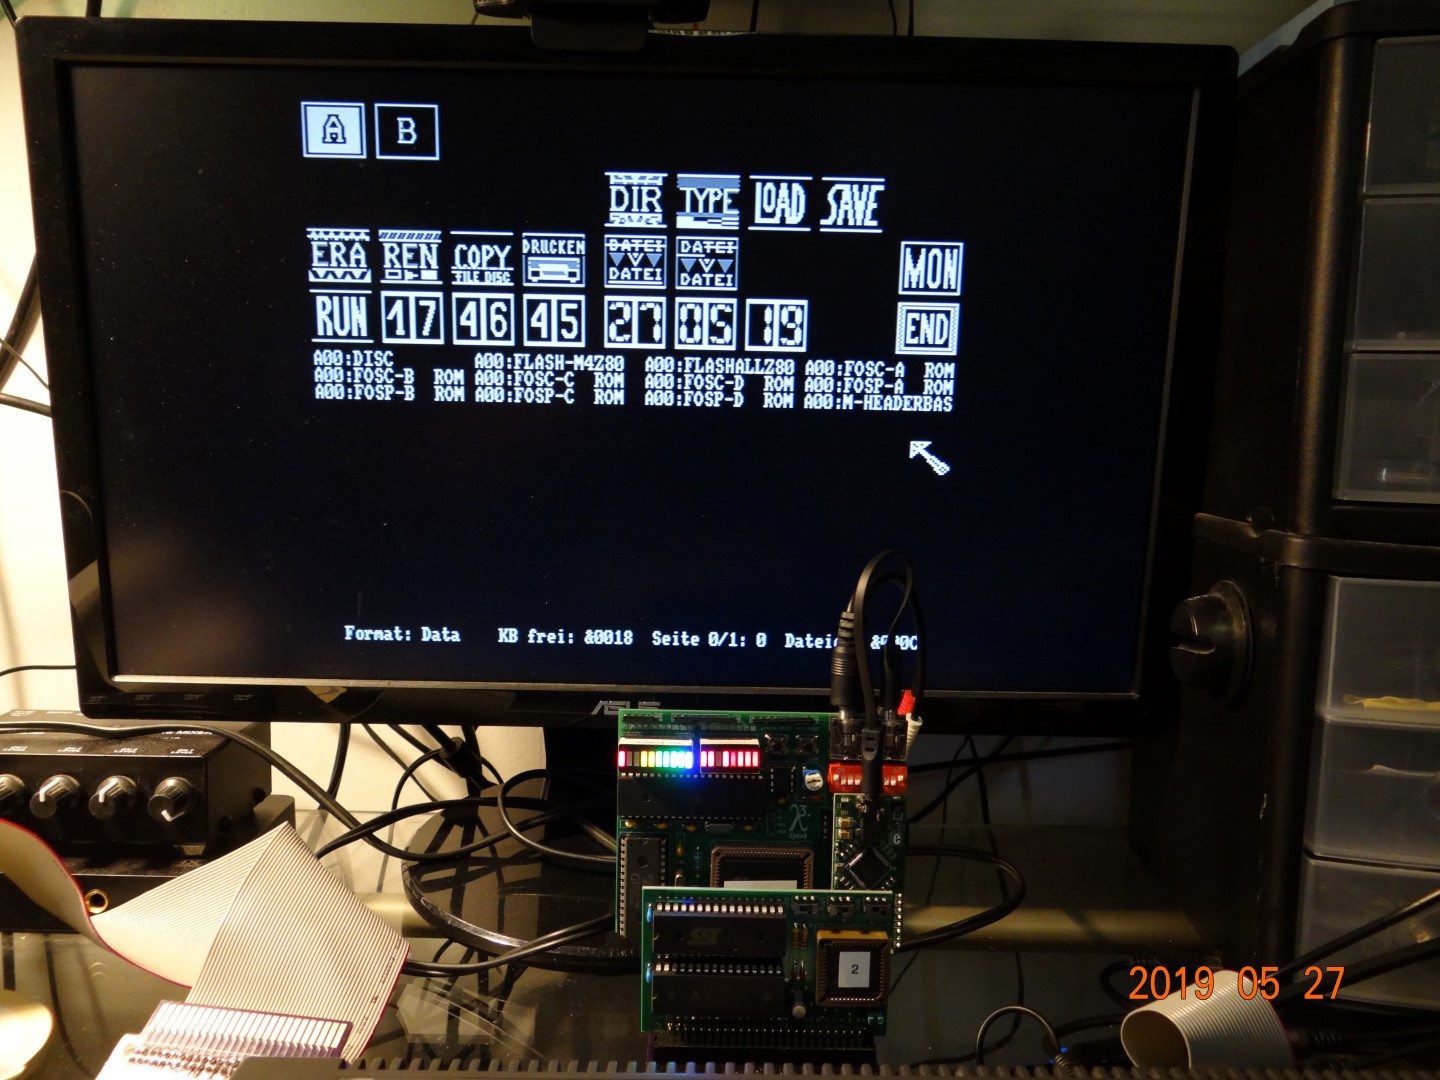 A B
DIR TYPE LOAD SAVE
ERA REN COPY FILE DISC DRUCKEN DATEI DATEI DATEI DATEI MON
RUN 17 46 45 27 05 19 END
A00:DISC A00:FLASH-M4Z80 A00:FLASHALLZ80 A00:FOSC-A ROM
A00:FOSC-B ROM A00:FOSC-C ROM A00:FOSC-D ROM A00:FOSP-A ROM
A00:FOSP-B ROM A00:FOSP-C ROM A00:FOSP-D ROM A00:M-HEADERBAS
Format: Data KB frei: &0018 Seite 0/1: 0
ASUS
SST
2
2019 05 27